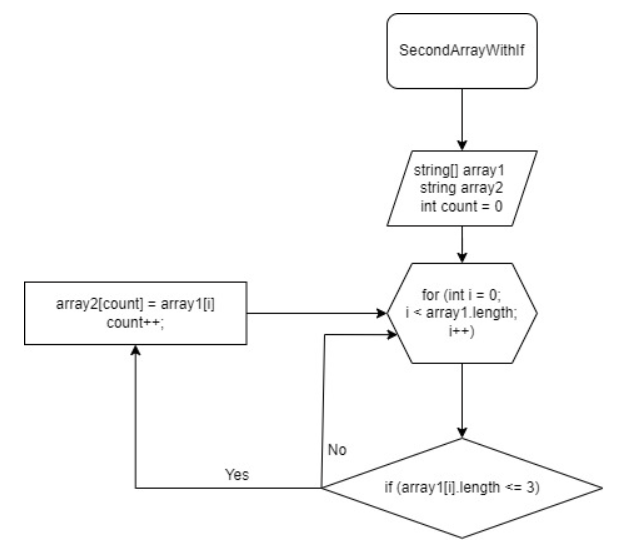 SecondArrayWithIf
string[] array1
string array2
int count = 0
for (int i = 0;
i < array1.length;
i++)
array2[count] = array1[i]
count++;
No
Yes
if (array1[i].length <= 3)